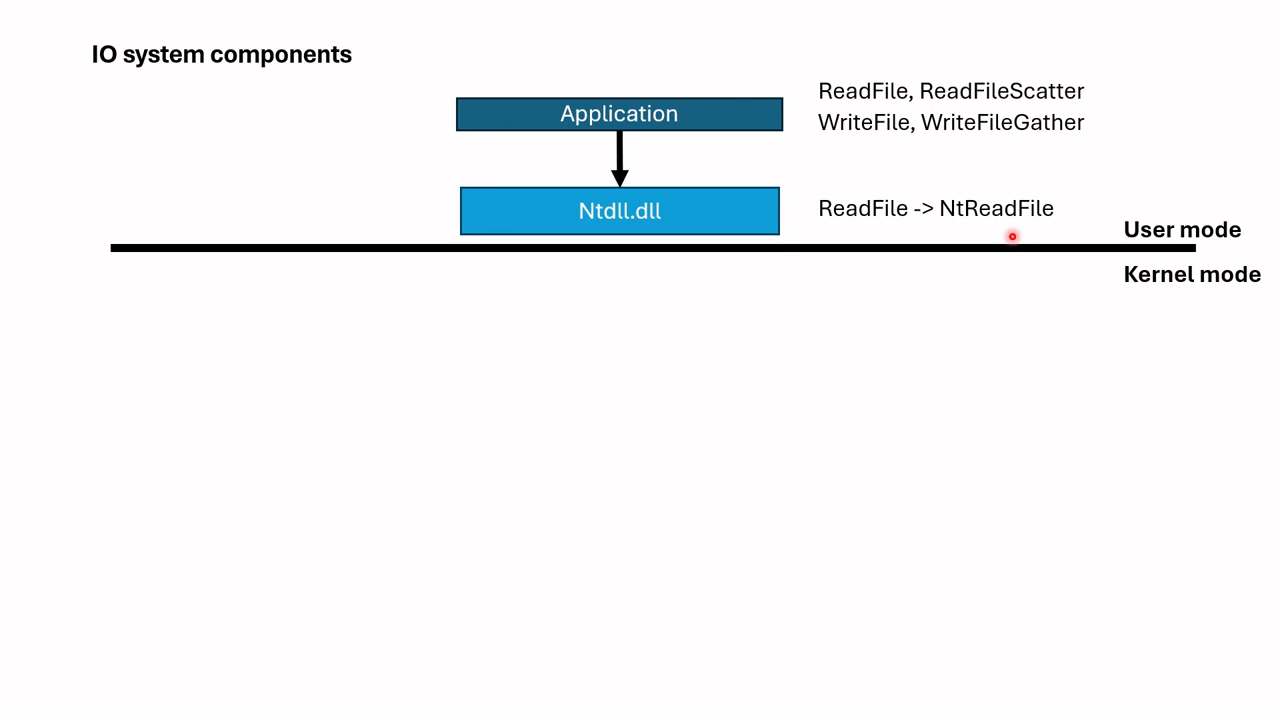 IO system components
Application
ReadFile, ReadFileScatter
WriteFile, WriteFileGather
Ntdll.dll
ReadFile -> NtReadFile
User mode
Kernel mode